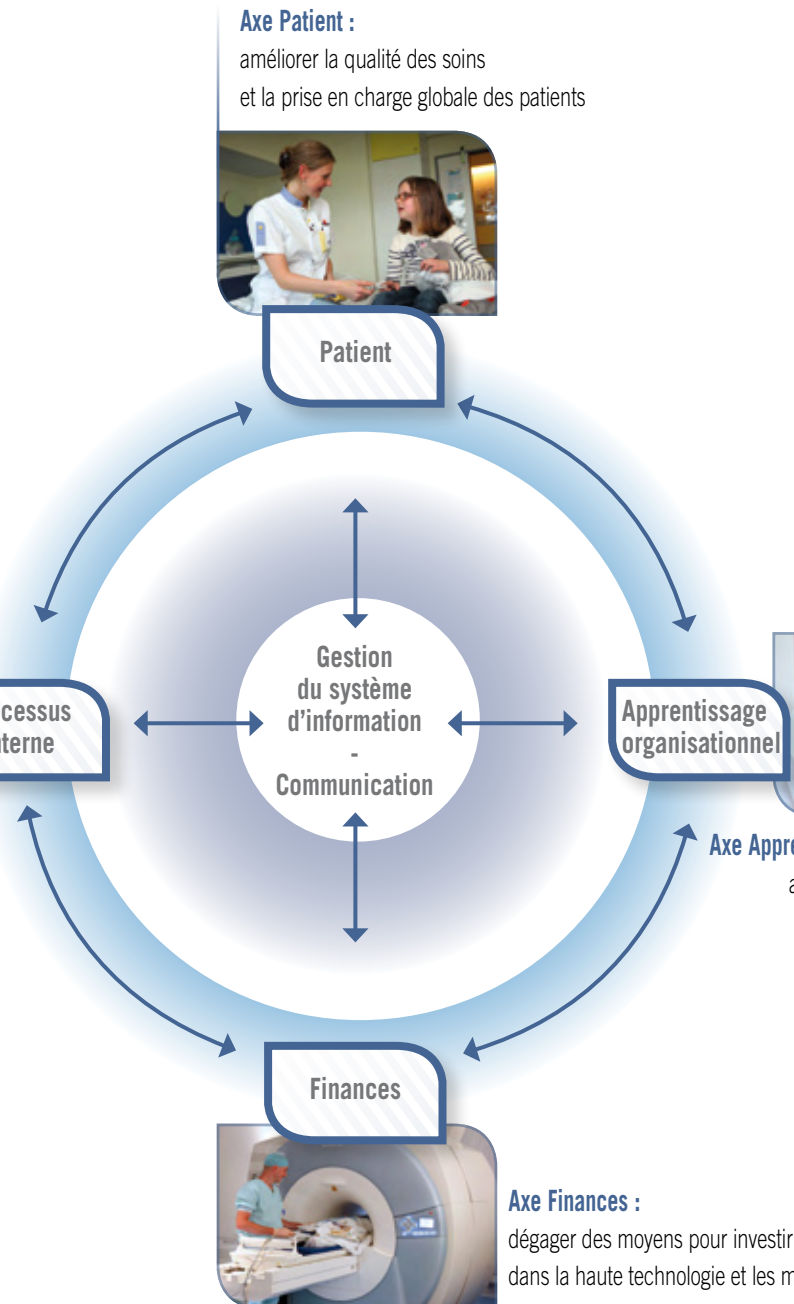 Axe Patient :
améliorer la qualité des soins
et la prise en charge globale des patients
Patient
Gestion
du système
d'information
-
Communication
cessus
terne
Apprentissage
organisationnel
Axe Appr
a
Finances
Axe Finances :
dégager des moyens pour investir
dans la haute technologie et les m